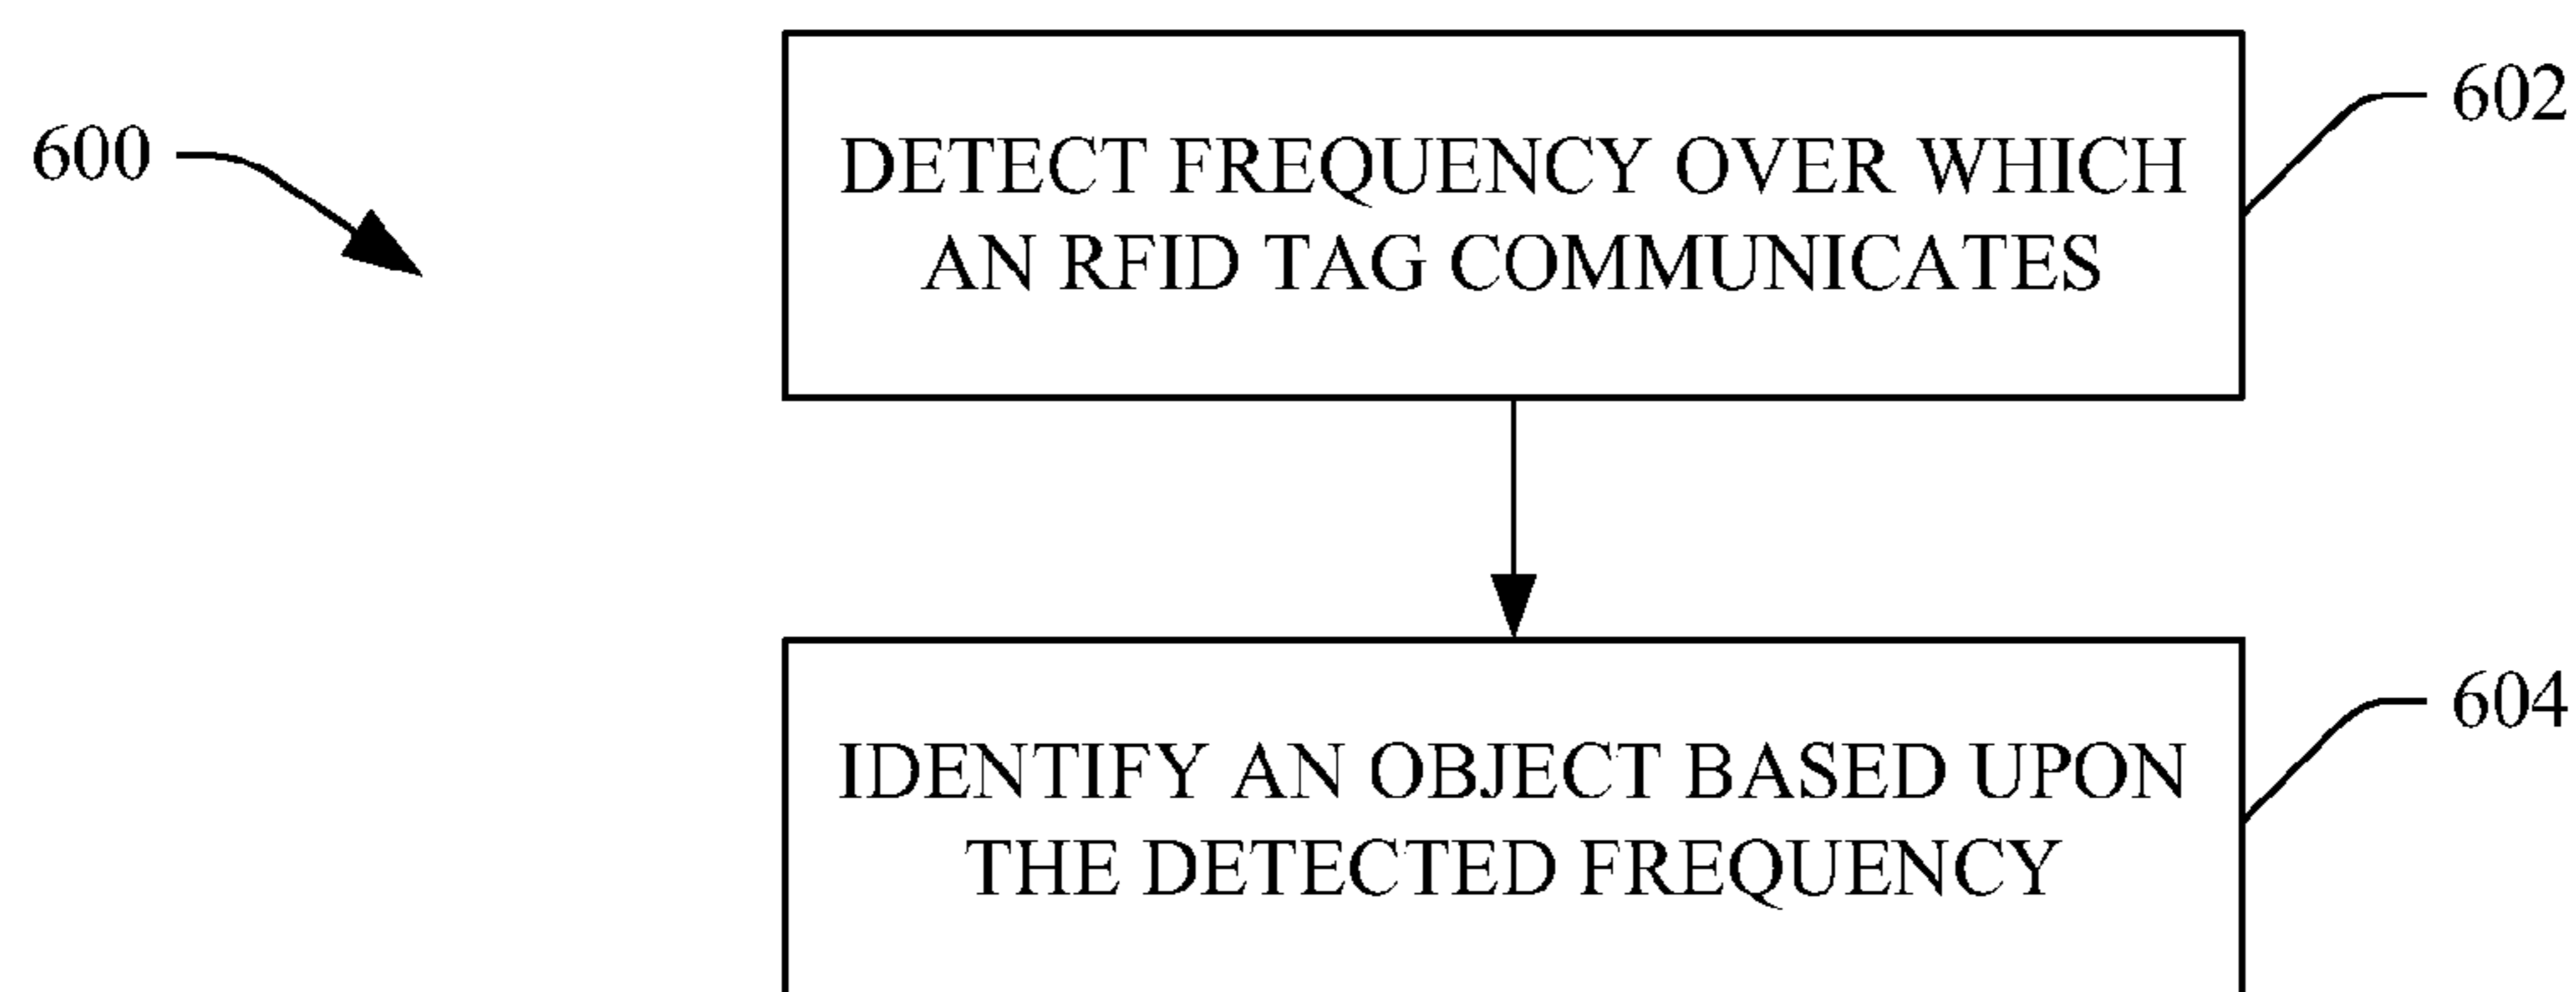 600
602
DETECT FREQUENCY OVER WHICH
AN RFID TAG COMMUNICATES
604
IDENTIFY AN OBJECT BASED UPON
THE DETECTED FREQUENCY